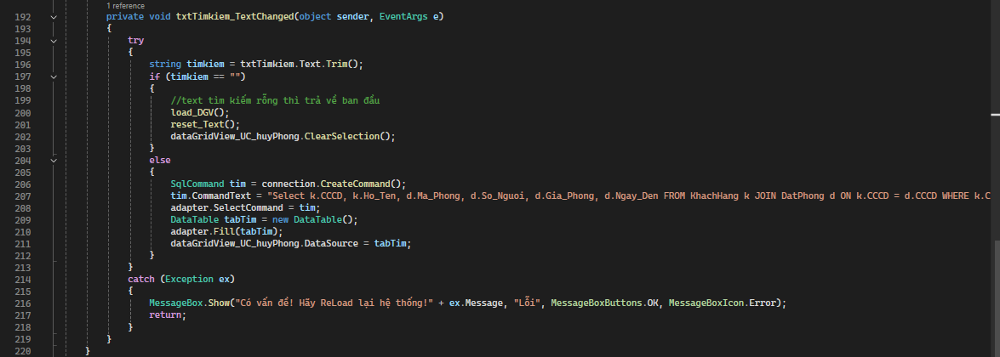 1 reference
192 private void txtTimkiem_TextChanged(object sender, EventArgs e)
193 {
194 try
195 {
196 string timkiem = txtTimkiem.Text.Trim();
197 if (timkiem == "")
198 {
199 //text tìm kiếm rỗng thì trả về ban đầu
200 load_DGV();
201 reset_Text();
202 dataGridView_UC_huyPhong.ClearSelection();
203 }
204 else
205 {
206 SqlCommand tim = connection.CreateCommand();
207 tim.CommandText = "Select k.CCCD, k.Ho_Ten, d.Ma_Phong, d.So_Nguoi, d.Gia_Phong, d.Ngay_Den FROM KhachHang k JOIN DatPhong d ON k.CCCD = d.CCCD WHERE k.C
208 adapter.SelectCommand = tim;
209 DataTable tabTim = new DataTable();
210 adapter.Fill(tabTim);
211 dataGridView_UC_huyPhong.DataSource = tabTim;
212 }
213 }
214 catch (Exception ex)
215 {
216 MessageBox.Show("Có vấn đề! Hãy ReLoad lại hệ thống!" + ex.Message, "Lỗi", MessageBoxButtons.OK, MessageBoxIcon.Error);
217 return;
218 }
219 }
220 }